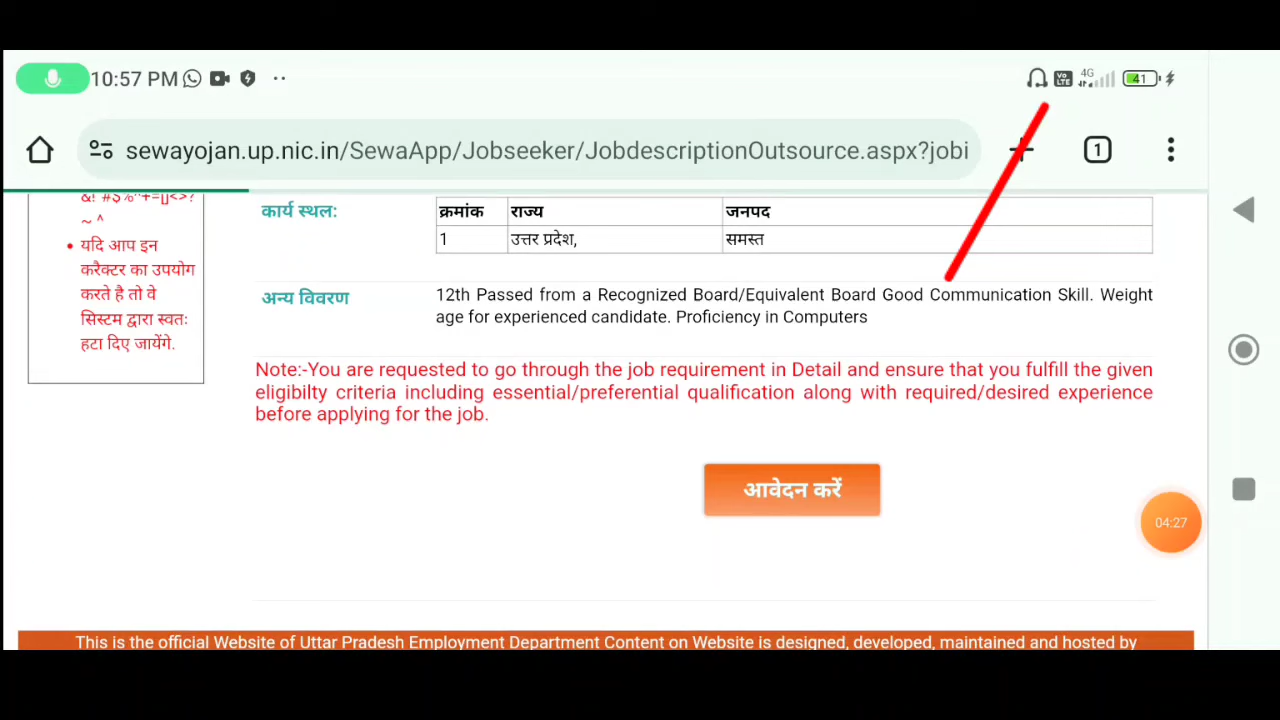 10:57 PM
Vo LTE 4G 41
sewayojan.up.nic.in/SewaApp/Jobseeker/JobdescriptionOutsource.aspx?jobi
1
&! #$%^+=[]<>?
~ ^
• यदि आप इन
करैक्टर का उपयोग
करते है तो वे
सिस्टम द्वारा स्वतः
हटा दिए जायेंगे.
कार्य स्थल:
क्रमांक राज्य जनपद
1 उत्तर प्रदेश, समस्त
अन्य विवरण
12th Passed from a Recognized Board/Equivalent Board Good Communication Skill. Weight
age for experienced candidate. Proficiency in Computers
Note:-You are requested to go through the job requirement in Detail and ensure that you fulfill the given
eligibilty criteria including essential/preferential qualification along with required/desired experience
before applying for the job.
आवेदन करें
04:27
This is the official Website of Uttar Pradesh Employment Department Content on Website is designed, developed, maintained and hosted by